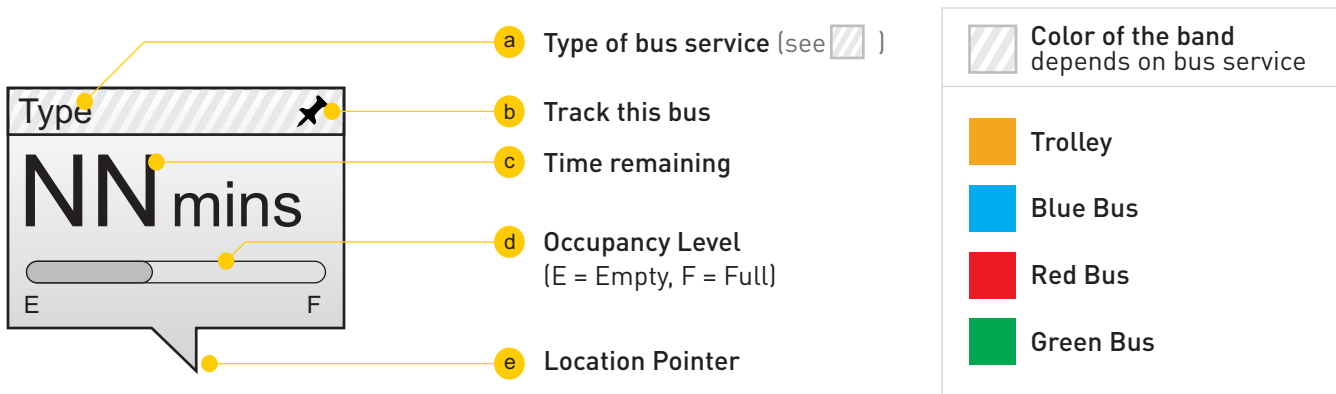 Type
NN mins
E F
a Type of bus service (see )
b Track this bus
c Time remaining
d Occupancy Level
(E = Empty, F = Full)
e Location Pointer
Color of the band
depends on bus service
Trolley
Blue Bus
Red Bus
Green Bus